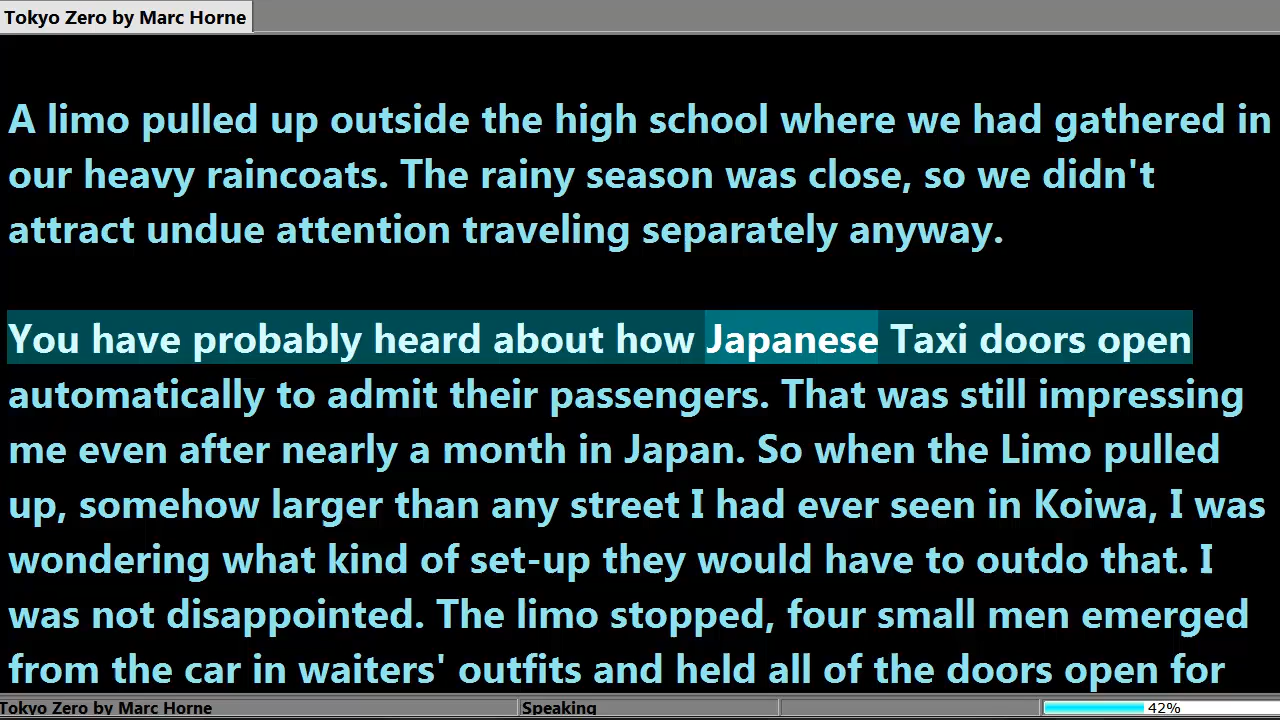 Tokyo Zero by Marc Horne
A limo pulled up outside the high school where we had gathered in
our heavy raincoats. The rainy season was close, so we didn't
attract undue attention traveling separately anyway.
You have probably heard about how Japanese Taxi doors open
automatically to admit their passengers. That was still impressing
me even after nearly a month in Japan. So when the Limo pulled
up, somehow larger than any street I had ever seen in Koiwa, I was
wondering what kind of set-up they would have to outdo that. I
was not disappointed. The limo stopped, four small men emerged
from the car in waiters' outfits and held all of the doors open for
Tokyo Zero by Marc Horne Speaking 42%